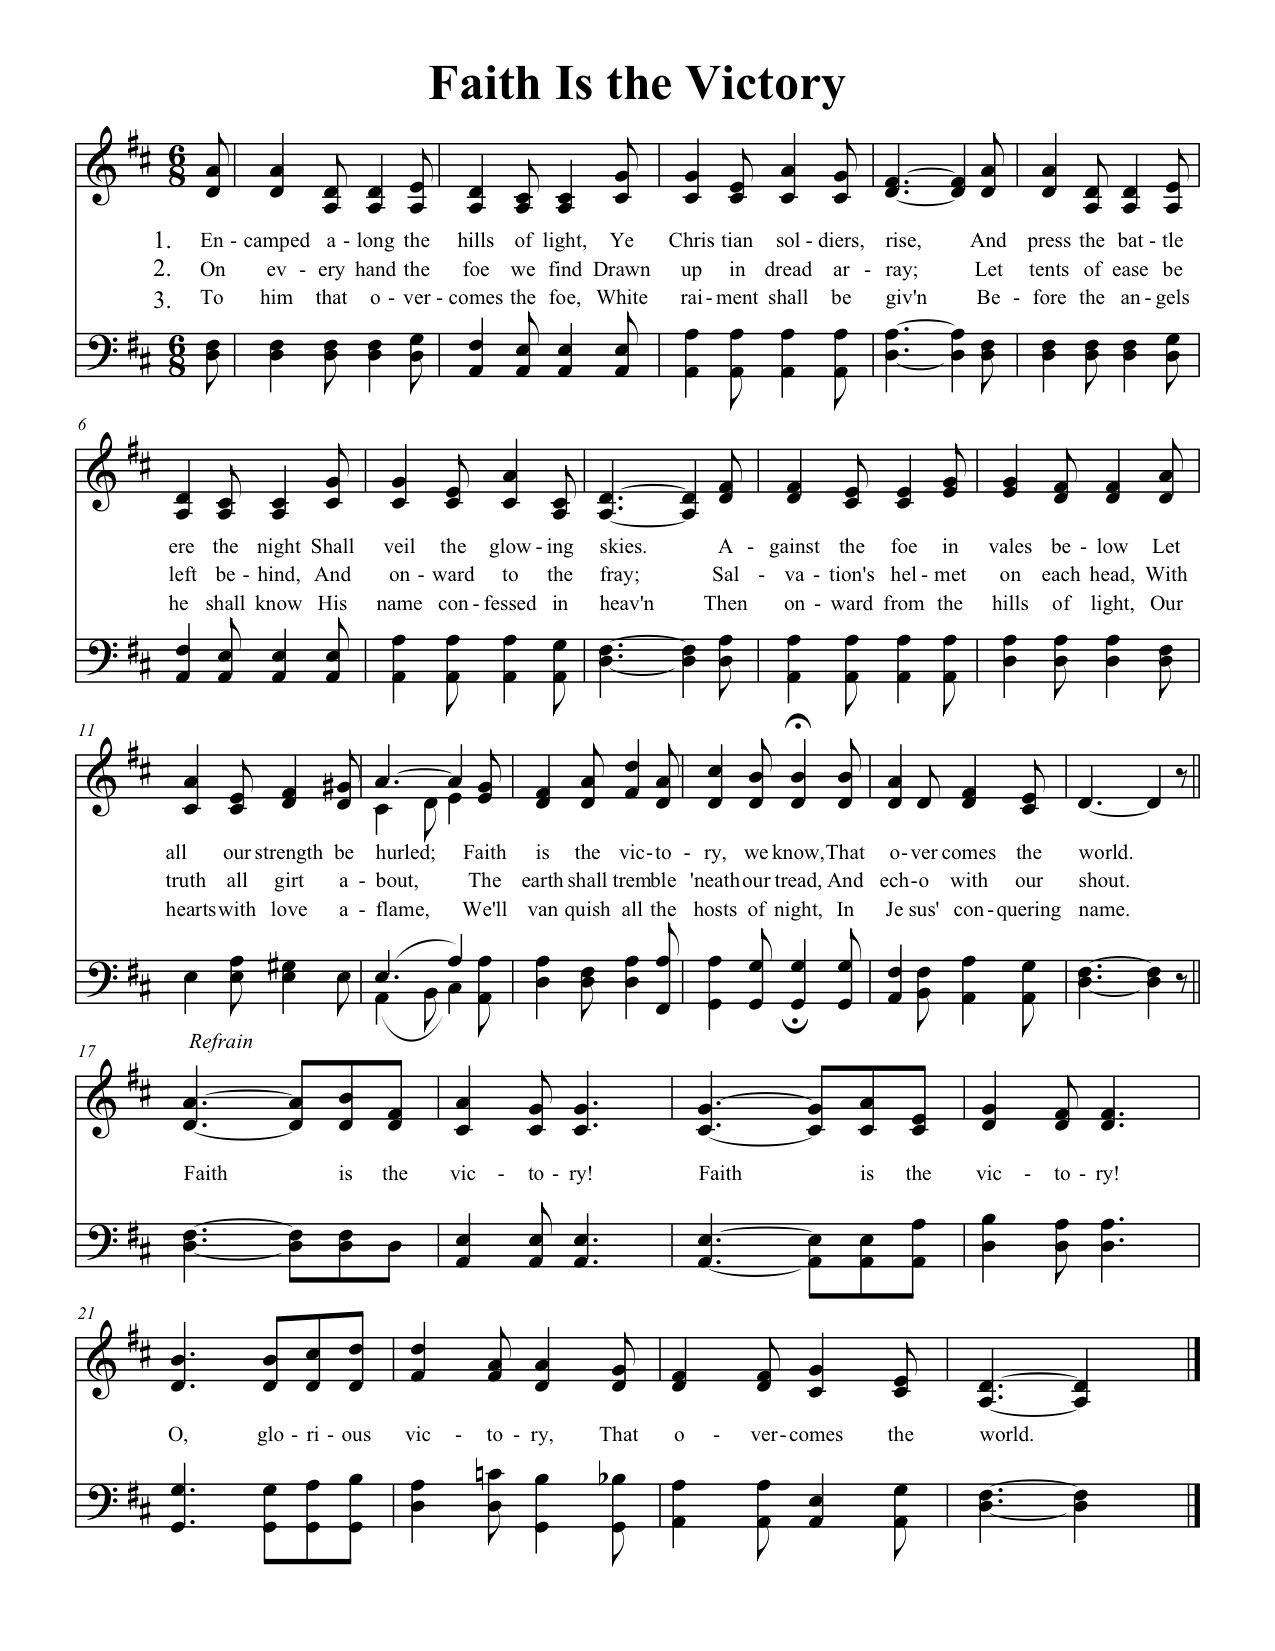 Faith Is the Victory
6 8
1. En - camped a - long the hills of light, Ye Chris tian sol - diers, rise, And press the bat - tle
2. On ev - ery hand the foe we find Drawn up in dread ar - ray; Let tents of ease be
3. To him that o - ver - comes the foe, White rai - ment shall be giv'n Be - fore the an - gels
6 8
6
ere the night Shall veil the glow - ing skies. A - gainst the foe in vales be - low Let
left be - hind, And on - ward to the fray; Sal - va - tion's hel - met on each head, With
he shall know His name con - fessed in heav'n Then on - ward from the hills of light, Our
11
all our strength be hurled; Faith is the vic - to - ry, we know, That o - ver comes the world.
truth all girt a - bout, The earth shall tremble 'neath our tread, And ech - o with our shout.
hearts with love a - flame, We'll van quish all the hosts of night, In Je sus' con - quering name.
17
Refrain
Faith is the vic - to - ry! Faith is the vic - to - ry!
21
O, glo - ri - ous vic - to - ry, That o - ver - comes the world.